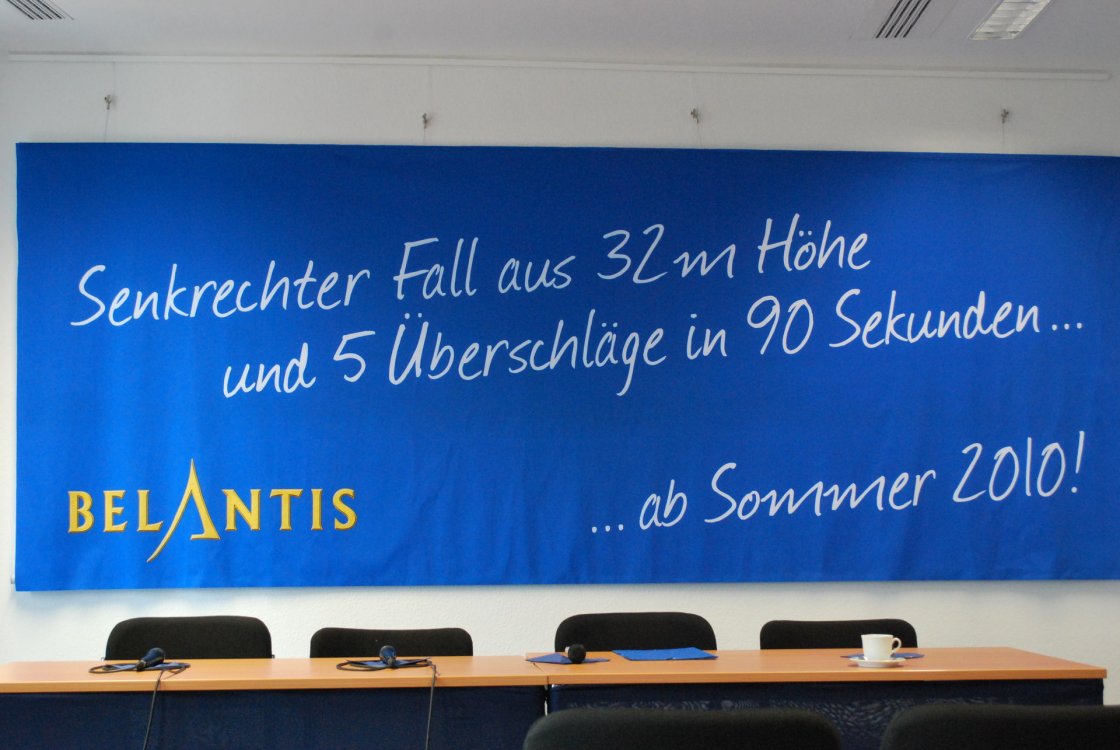 Senkrechter Fall aus 32m Höhe
und 5 Überschläge in 90 Sekunden...
... ab Sommer 2010!
BELANTIS